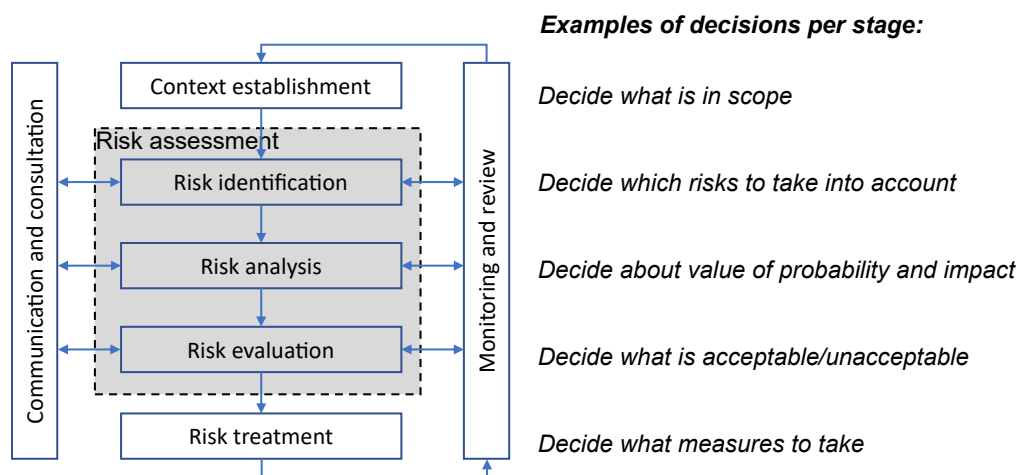 Examples of decisions per stage:
Communication and consultation
Context establishment
Decide what is in scope
Risk assessment
Risk identification
Decide which risks to take into account
Risk analysis
Decide about value of probability and impact
Risk evaluation
Decide what is acceptable/unacceptable
Risk treatment
Decide what measures to take
Monitoring and review